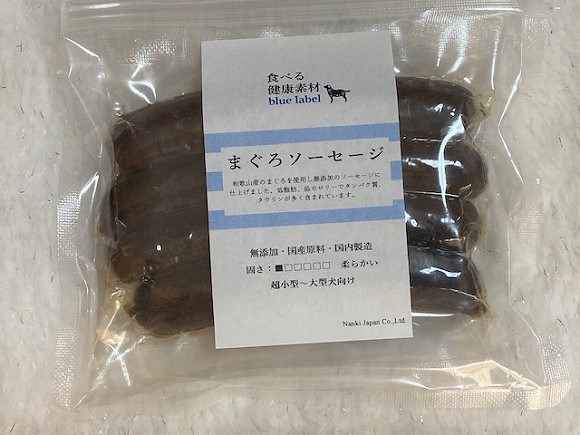 食べる
健康素材
blue label
まぐろソーセージ
和歌山産のまぐろを使用し無添加のソーセージに
仕上げました。低脂肪、低カロリーでタンパク質、
タウリンが多く含まれています。
無添加・国産原料・国内製造
固さ：■□□□□□ 柔らかい
超小型～大型犬向け
Nanki Japan Co.,Ltd.